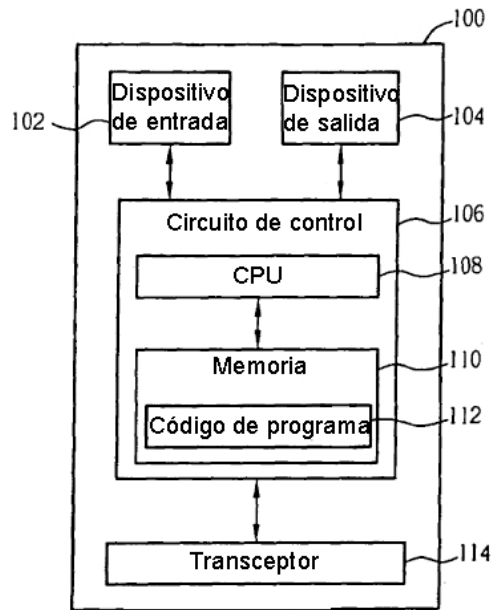 100
Dispositivo
de entrada
102
Dispositivo
de salida
104
Circuito de control
106
CPU
108
Memoria
110
Código de programa
112
Transceptor
114